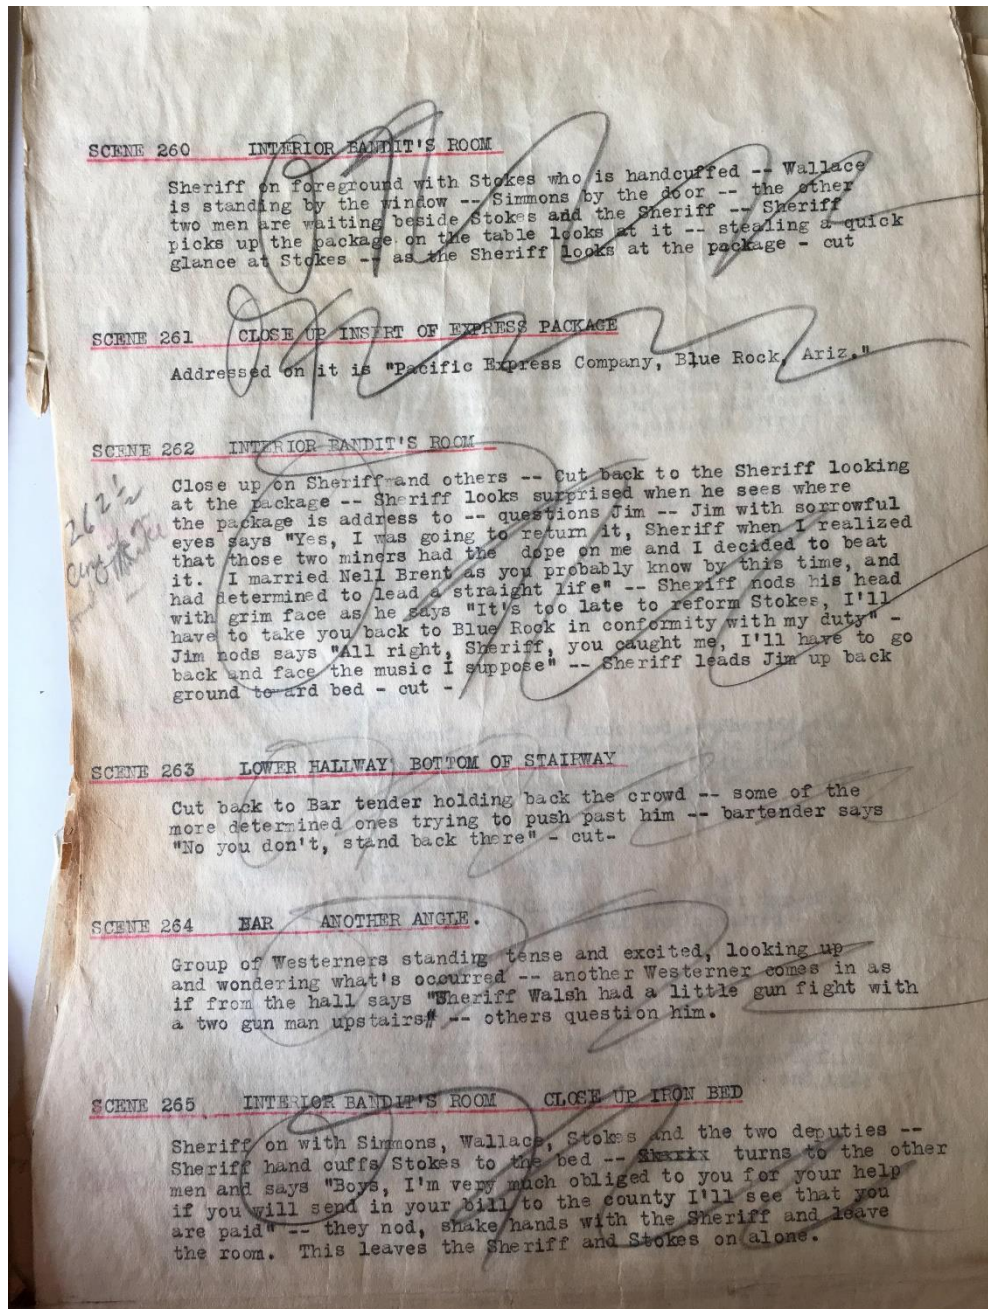 SCENE 260 INTERIOR BANDIT'S ROOM
Sheriff on foreground with Stokes who is handcuffed -- Wallace
is standing by the window -- Simmons by the door -- the other
two men are waiting beside Stokes and the Sheriff -- Sheriff
picks up the package on the table looks at it -- stealing a quick
glance at Stokes -- as the Sheriff looks at the package - cut
SCENE 261 CLOSE UP INSERT OF EXPRESS PACKAGE
Addressed on it is "Pacific Express Company, Blue Rock, Ariz."
SCENE 262 INTERIOR BANDIT'S ROOM
Close up on Sheriff and others -- Cut back to the Sheriff looking
at the package -- Sheriff looks surprised when he sees where
the package is address to -- questions Jim -- Jim with sorrowful
eyes says "Yes, I was going to return it, Sheriff when I realized
that those two miners had the dope on me and I decided to beat
it. I married Nell Brent as you probably know by this time, and
had determined to lead a straight life" -- Sheriff nods his head
with grim face as he says "It's too late to reform Stokes, I'll
have to take you back to Blue Rock in conformity with my duty" -
Jim nods says "All right, Sheriff, you caught me, I'll have to go
back and face the music I suppose" -- Sheriff leads Jim up back
ground to ard bed - cut -
262 1/2
SCENE 263 LOWER HALLWAY BOTTOM OF STAIRWAY
Cut back to Bar tender holding back the crowd -- some of the
more determined ones trying to push past him -- bartender says
"No you don't, stand back there" - cut-
SCENE 264 BAR ANOTHER ANGLE.
Group of Westerners standing tense and excited, looking up
and wondering what's occurred -- another Westerner comes in as
if from the hall says "Sheriff Walsh had a little gun fight with
a two gun man upstairs" -- others question him.
SCENE 265 INTERIOR BANDIT'S ROOM CLOSE UP IRON BED
Sheriff on with Simmons, Wallace, Stokes and the two deputies --
Sheriff hand cuffs Stokes to the bed -- turns to the other
men and says "Boys, I'm very much obliged to you for your help
if you will send in your bill to the county I'll see that you
are paid" -- they nod, shake hands with the Sheriff and leave
the room. This leaves the Sheriff and Stokes on alone.